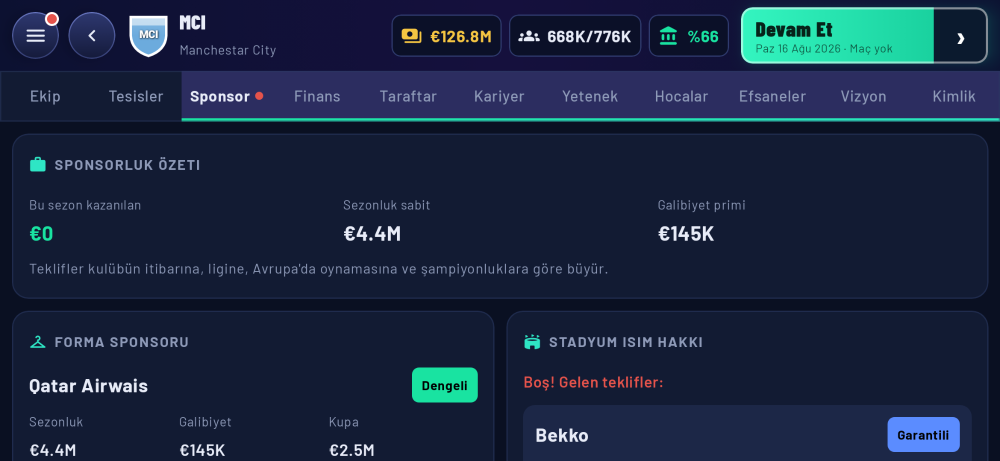 MCI
MCI
Manchestar City
€126.8M
668K/776K
%66
Devam Et
Paz 16 Ağu 2026 · Maç yok
Ekip
Tesisler
Sponsor
Finans
Taraftar
Kariyer
Yetenek
Hocalar
Efsaneler
Vizyon
Kimlik
SPONSORLUK ÖZETI
Bu sezon kazanılan
Sezonluk sabit
Galibiyet primi
€0
€4.4M
€145K
Teklifler kulübün itibarına, ligine, Avrupa'da oynamasına ve şampiyonluklara göre büyür.
FORMA SPONSORU
Qatar Airwais
Dengeli
Sezonluk
Galibiyet
Kupa
€4.4M
€145K
€2.5M
STADYUM ISIM HAKKI
Boş! Gelen teklifler:
Bekko
Garantili